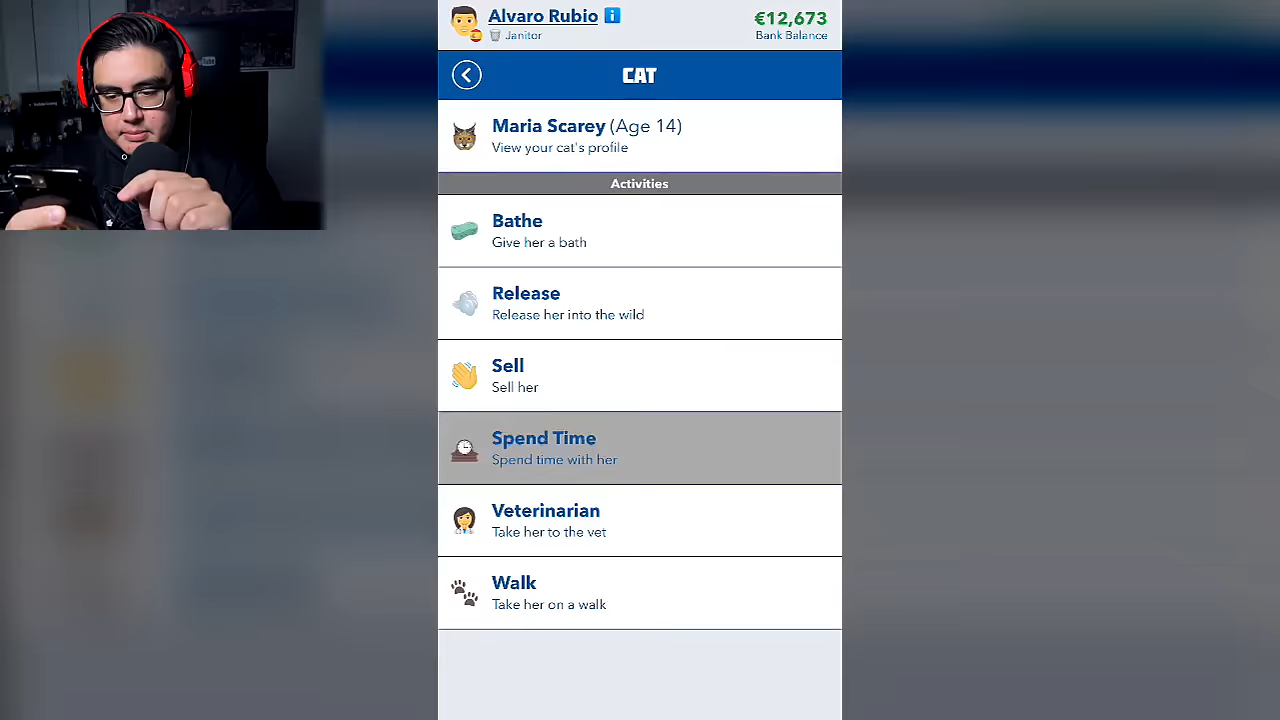 Alvaro Rubio
Janitor
€12,673
Bank Balance
CAT
Maria Scarey (Age 14)
View your cat's profile
Activities
Bathe
Give her a bath
Release
Release her into the wild
Sell
Sell her
Spend Time
Spend time with her
Veterinarian
Take her to the vet
Walk
Take her on a walk